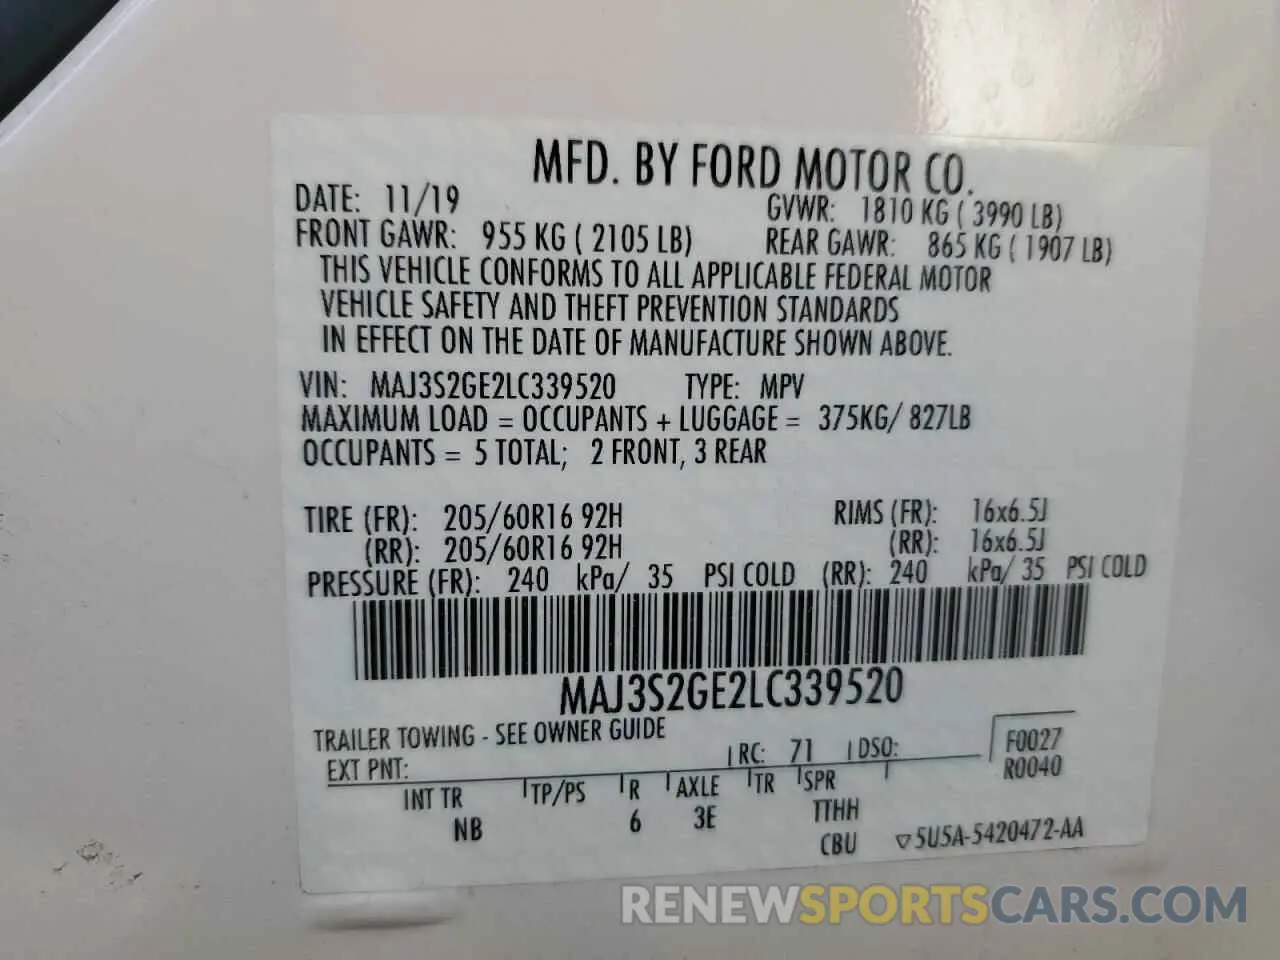 MFD. BY FORD MOTOR CO.
DATE: 11/19 GVWR: 1810 KG ( 3990 LB)
FRONT GAWR: 955 KG ( 2105 LB) REAR GAWR: 865 KG ( 1907 LB)
THIS VEHICLE CONFORMS TO ALL APPLICABLE FEDERAL MOTOR
VEHICLE SAFETY AND THEFT PREVENTION STANDARDS
IN EFFECT ON THE DATE OF MANUFACTURE SHOWN ABOVE.
VIN: MAJ3S2GE2LC339520 TYPE: MPV
MAXIMUM LOAD = OCCUPANTS + LUGGAGE = 375KG/ 827LB
OCCUPANTS = 5 TOTAL; 2 FRONT, 3 REAR
TIRE (FR): 205/60R16 92H RIMS (FR): 16x6.5J
(RR): 205/60R16 92H (RR): 16x6.5J
PRESSURE (FR): 240 kPa/ 35 PSI COLD (RR): 240 kPa/ 35 PSI COLD
MAJ3S2GE2LC339520
TRAILER TOWING - SEE OWNER GUIDE
EXT PNT: RC: 71 DSO: F0027
R0040
INT TR TP/PS R AXLE TR SPR
NB 6 3E TTHH
CBU ▽5U5A-5420472-AA
RENEWSPORTSCARS.COM